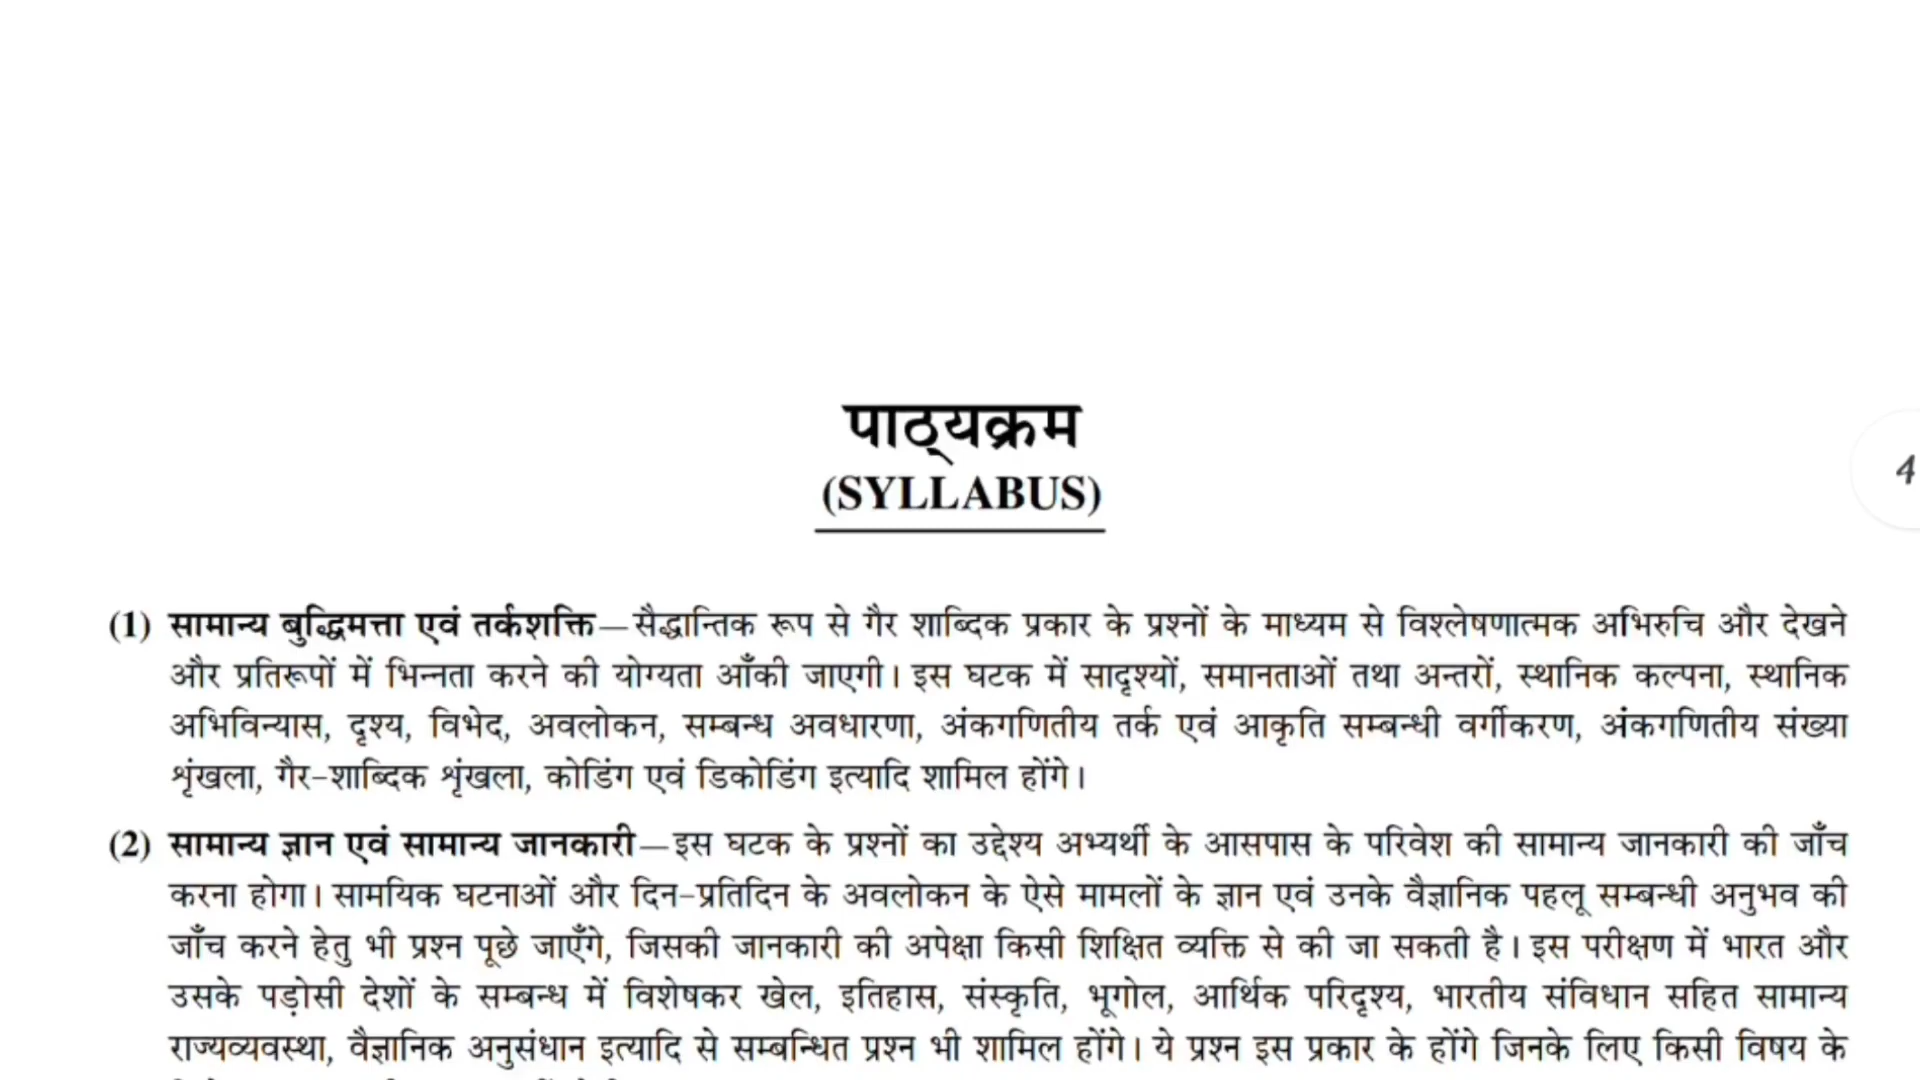 पाठ्यक्रम
(SYLLABUS)
4
(1) सामान्य बुद्धिमत्ता एवं तर्कशक्ति—सैद्धान्तिक रूप से गैर शाब्दिक प्रकार के प्रश्नों के माध्यम से विश्लेषणात्मक अभिरुचि और देखने
और प्रतिरूपों में भिन्नता करने की योग्यता आँकी जाएगी। इस घटक में सादृश्यों, समानताओं तथा अन्तरों, स्थानिक कल्पना, स्थानिक
अभिविन्यास, दृश्य, विभेद, अवलोकन, सम्बन्ध अवधारणा, अंकगणितीय तर्क एवं आकृति सम्बन्धी वर्गीकरण, अंकगणितीय संख्या
शृंखला, गैर-शाब्दिक शृंखला, कोडिंग एवं डिकोडिंग इत्यादि शामिल होंगे।
(2) सामान्य ज्ञान एवं सामान्य जानकारी—इस घटक के प्रश्नों का उद्देश्य अभ्यर्थी के आसपास के परिवेश की सामान्य जानकारी की जाँच
करना होगा। सामयिक घटनाओं और दिन-प्रतिदिन के अवलोकन के ऐसे मामलों के ज्ञान एवं उनके वैज्ञानिक पहलू सम्बन्धी अनुभव की
जाँच करने हेतु भी प्रश्न पूछे जाएँगे, जिसकी जानकारी की अपेक्षा किसी शिक्षित व्यक्ति से की जा सकती है। इस परीक्षण में भारत और
उसके पड़ोसी देशों के सम्बन्ध में विशेषकर खेल, इतिहास, संस्कृति, भूगोल, आर्थिक परिदृश्य, भारतीय संविधान सहित सामान्य
राज्यव्यवस्था, वैज्ञानिक अनुसंधान इत्यादि से सम्बन्धित प्रश्न भी शामिल होंगे। ये प्रश्न इस प्रकार के होंगे जिनके लिए किसी विषय के